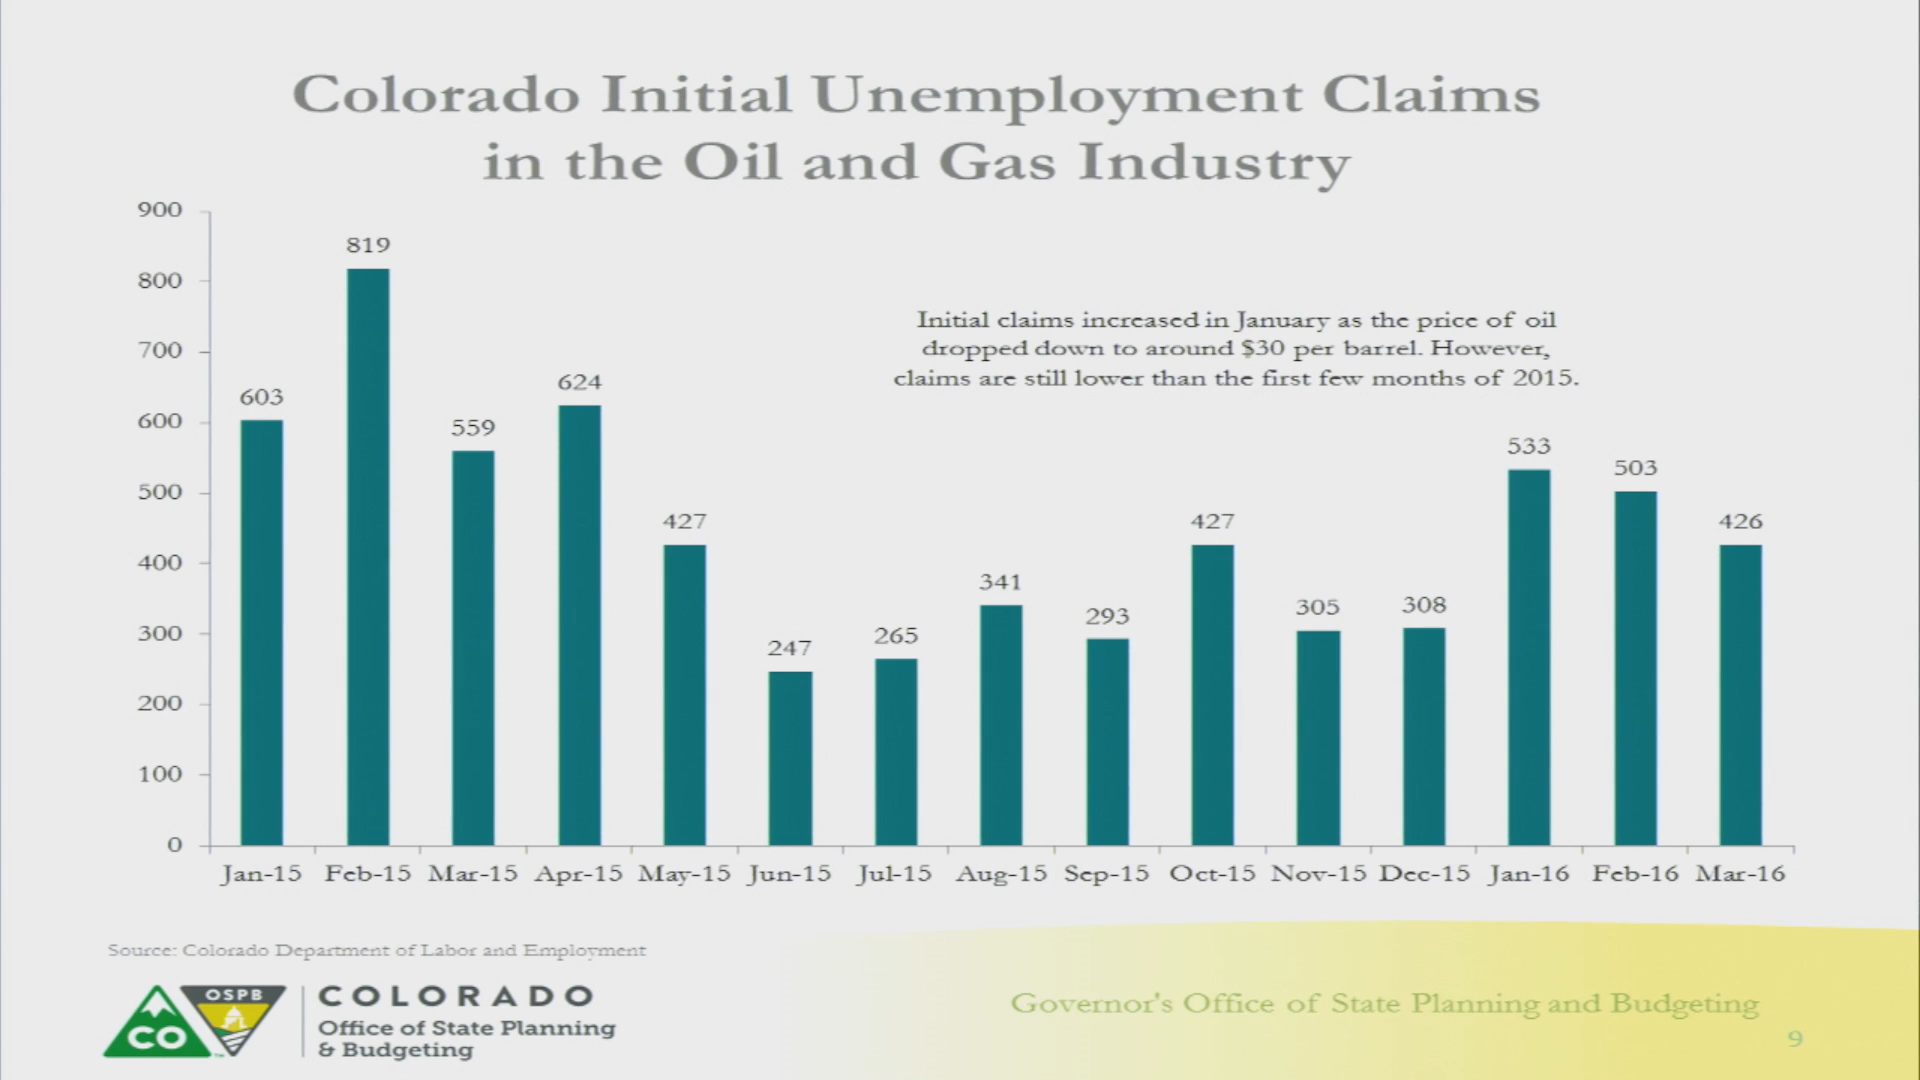 Colorado Initial Unemployment Claims
in the Oil and Gas Industry
900
800
700
600
500
400
300
200
100
0
603
819
559
624
427
247
265
341
293
427
305
308
533
503
426
Initial claims increased in January as the price of oil
dropped down to around $30 per barrel. However,
claims are still lower than the first few months of 2015.
Jan-15 Feb-15 Mar-15 Apr-15 May-15 Jun-15 Jul-15 Aug-15 Sep-15 Oct-15 Nov-15 Dec-15 Jan-16 Feb-16 Mar-16
Source: Colorado Department of Labor and Employment
CO
OSPB
TM
COLORADO
Office of State Planning
& Budgeting
Governor's Office of State Planning and Budgeting
9